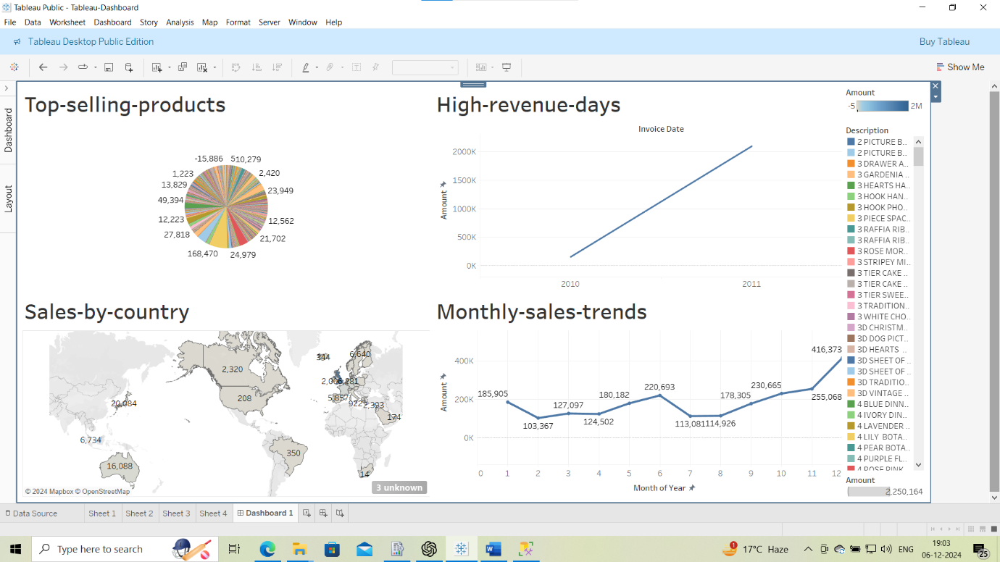 Tableau Public - Tableau-Dashboard
File Data Worksheet Dashboard Story Analysis Map Format Server Window Help
Tableau Desktop Public Edition
Buy Tableau
Show Me
Dashboard
Layout
Top-selling-products
-15,886 510,279
1,223 2,420
13,829 23,949
49,394
12,223 12,562
27,818 21,702
168,470 24,979
High-revenue-days
Invoice Date
Amount
2000K
1500K
1000K
500K
0K
2010 2011
Amount
-5 2M
Description
2 PICTURE B..
2 PICTURE B..
3 DRAWER A..
3 GARDENIA ..
3 HEARTS HA..
3 HOOK HAN..
3 HOOK PHO..
3 PIECE SPAC..
3 RAFFIA RIB..
3 RAFFIA RIB..
3 ROSE MOR..
3 STRIPEY MI..
3 TIER CAKE ..
3 TIER CAKE ..
3 TIER SWEE..
3 TRADITION..
3 WHITE CHO..
3D CHRISTM..
3D DOG PICT..
3D HEARTS ..
3D SHEET OF ..
3D SHEET OF ..
3D TRADITIO..
3D VINTAGE ..
4 BLUE DINN..
4 IVORY DIN..
4 LAVENDER ..
4 LILY BOTA..
4 PEAR BOTA..
4 PURPLE FL..
4 ROSE PINK
Amount
2,250,164
Sales-by-country
344 6,640
2,320
208
20,084
5,857
2,393
174
6,734
350
16,088
14
© 2024 Mapbox © OpenStreetMap
3 unknown
Monthly-sales-trends
Amount
400K
200K
0K
185,905 103,367 127,097 124,502 180,182 220,693 113,081 114,926 178,305 230,665 255,068 416,373
0 1 2 3 4 5 6 7 8 9 10 11 12
Month of Year
Data Source Sheet 1 Sheet 2 Sheet 3 Sheet 4 Dashboard 1
Type here to search
1
17°C Haze
ENG
19:03
06-12-2024
25